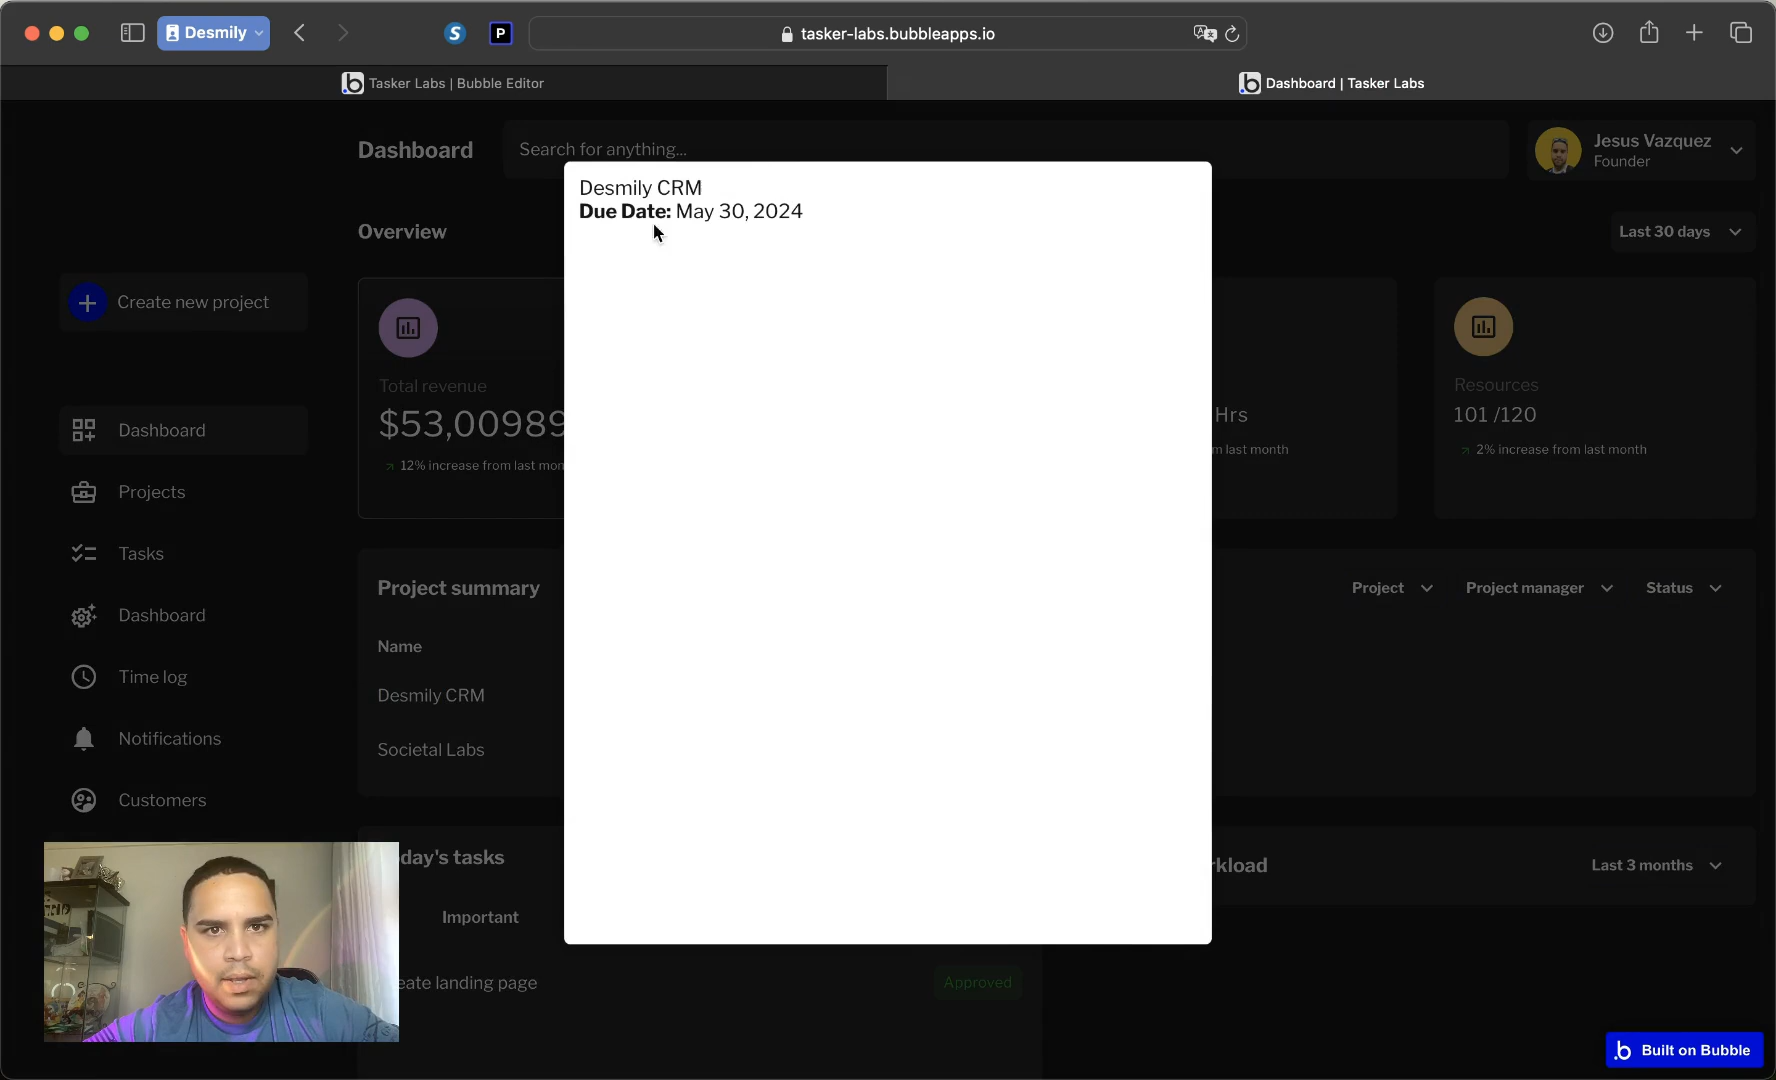 Desmily
S
P
tasker-labs.bubbleapps.io
Tasker Labs | Bubble Editor
Dashboard | Tasker Labs
Dashboard
Search for anything...
Jesus Vazquez
Founder
Desmily CRM
Due Date: May 30, 2024
Overview
Last 30 days
Create new project
Total revenue
$53,00989
12% increase from last mon
Hrs
m last month
Resources
101 /120
2% increase from last month
Dashboard
Projects
Tasks
Dashboard
Time log
Notifications
Customers
Project summary
Project
Project manager
Status
Name
Desmily CRM
Societal Labs
day's tasks
rkload
Last 3 months
Important
eate landing page
Approved
b Built on Bubble